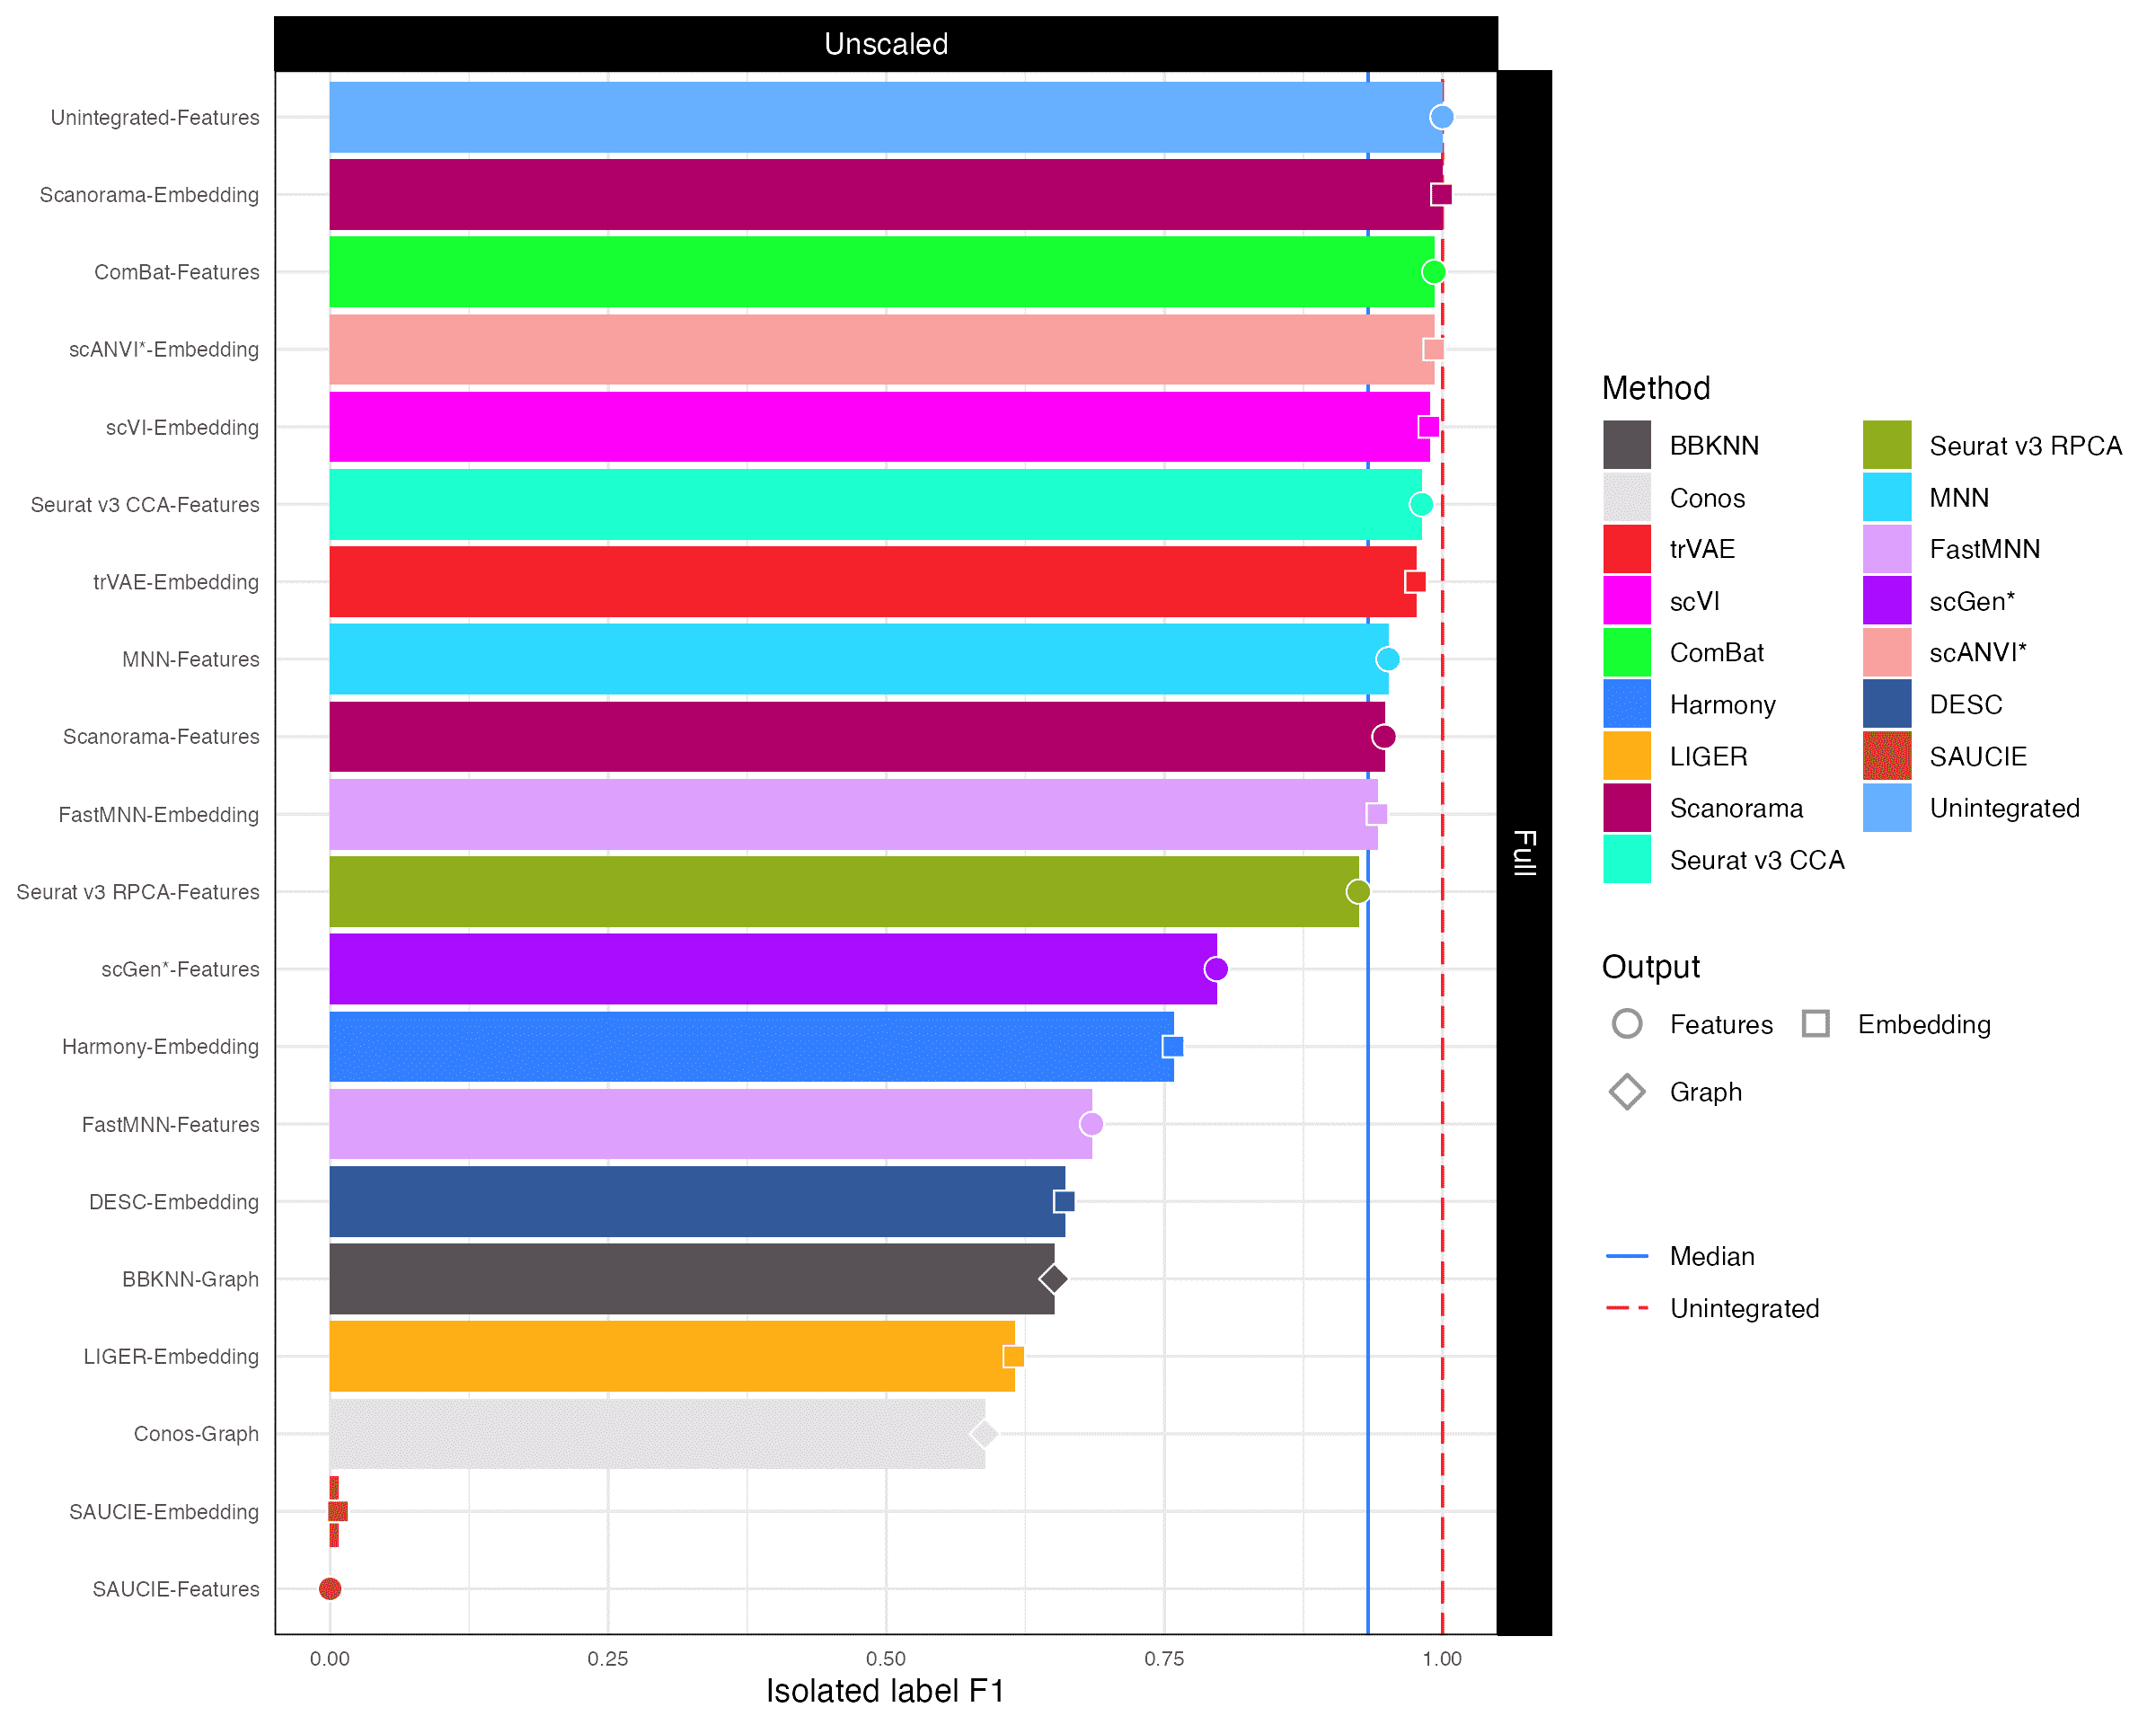 Unscaled
Unintegrated-Features
Scanorama-Embedding
ComBat-Features
scANVI*-Embedding
scVI-Embedding
Seurat v3 CCA-Features
trVAE-Embedding
MNN-Features
Scanorama-Features
FastMNN-Embedding
Seurat v3 RPCA-Features
scGen*-Features
Harmony-Embedding
FastMNN-Features
DESC-Embedding
BBKNN-Graph
LIGER-Embedding
Conos-Graph
SAUCIE-Embedding
SAUCIE-Features
0.00 0.25 0.50 0.75 1.00
Isolated label F1
Full
Method
BBKNN
Conos
trVAE
scVI
ComBat
Harmony
LIGER
Scanorama
Seurat v3 CCA
Seurat v3 RPCA
MNN
FastMNN
scGen*
scANVI*
DESC
SAUCIE
Unintegrated
Output
Features Embedding
Graph
Median
Unintegrated